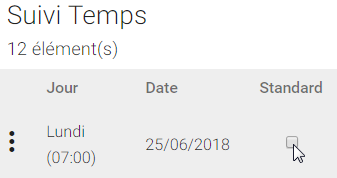 Suivi Temps
12 élément(s)
Jour Date Standard
Lundi
(07:00) 25/06/2018